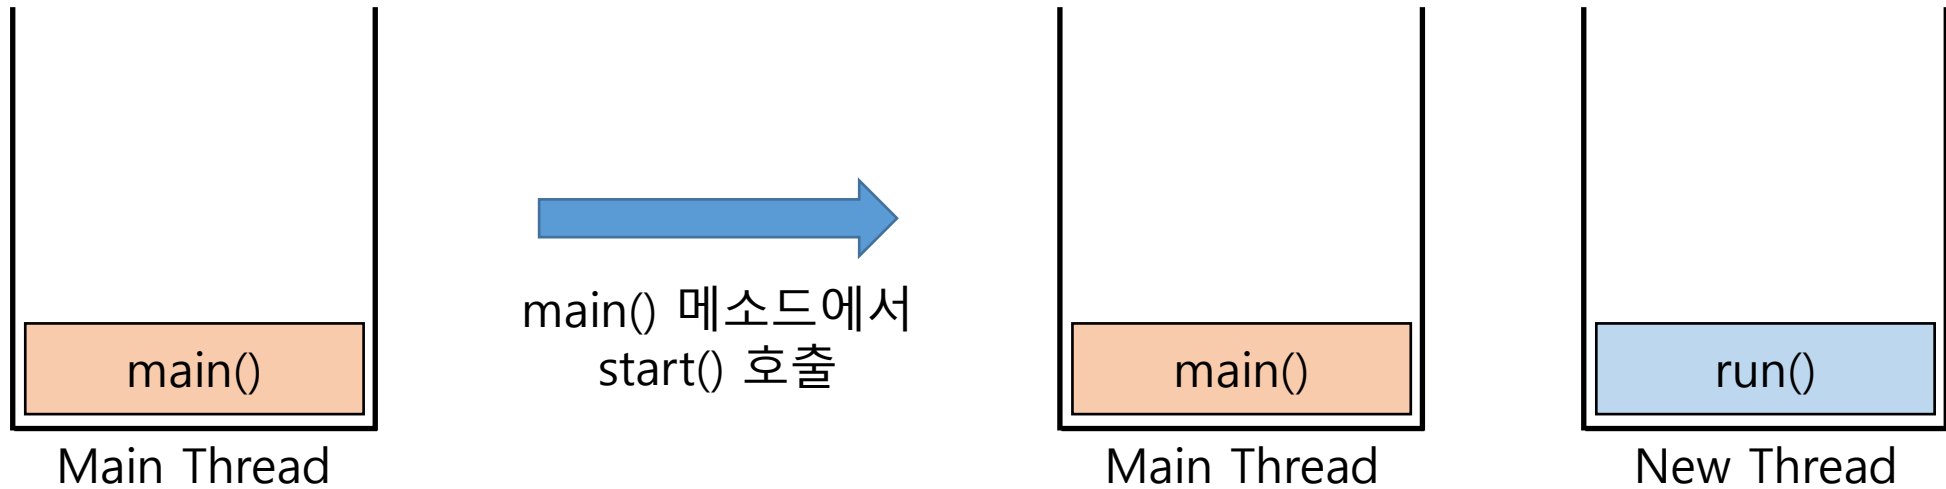 main()
Main Thread
main() 메소드에서
start() 호출
main()
Main Thread
run()
New Thread